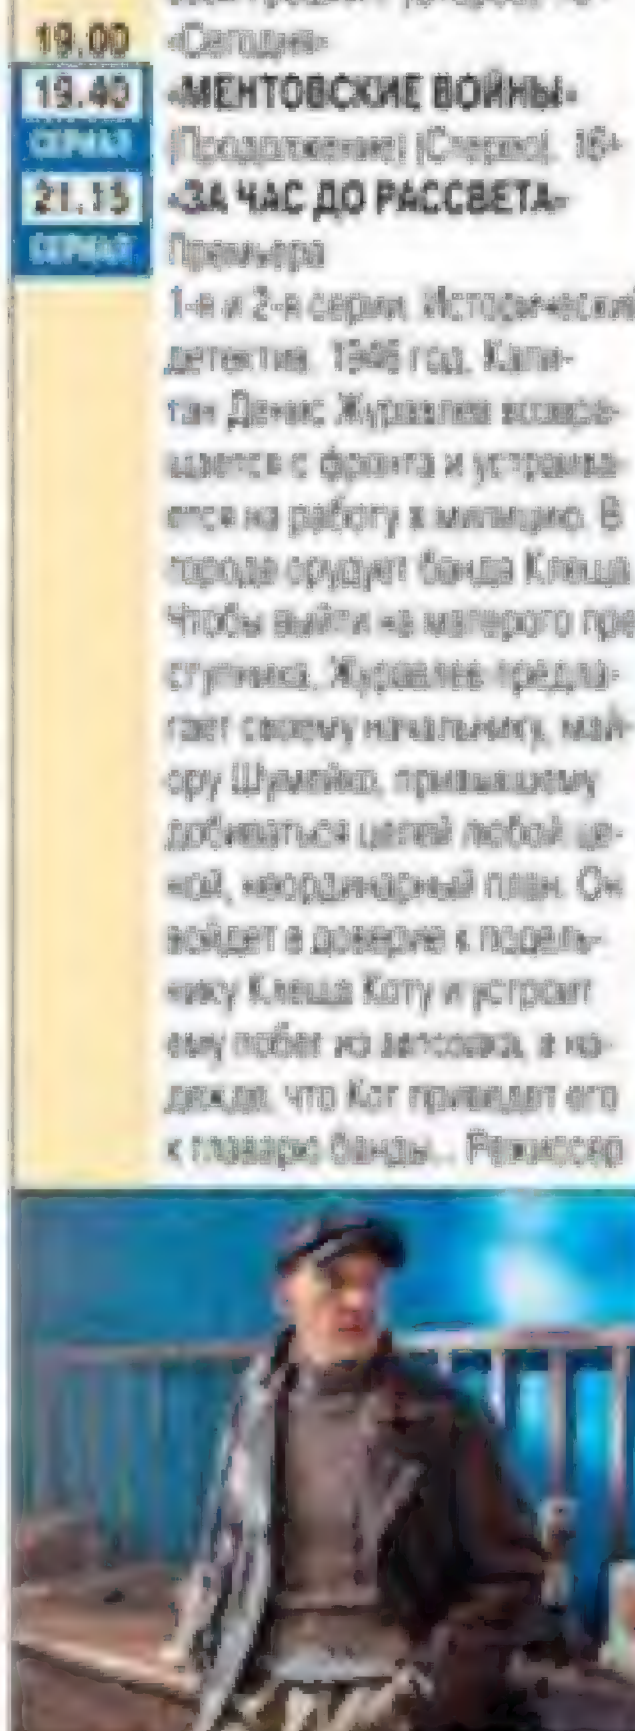 19.00 «Сегодня»
19.40 «МЕНТОВСКИЕ ВОЙНЫ»
СЕРИАЛ (Продолжение) (Стерео). 16+
21.15 «ЗА ЧАС ДО РАССВЕТА»
СЕРИАЛ Премьера
1-я и 2-я серии. Исторический
детектив. 1946 год. Капи-
тан Денис Журавлев возвра-
щается с фронта и устраива-
ется на работу в милицию. В
городе орудует банда Клеща.
Чтобы выйти на матерого пре
ступника, Журавлев предла-
гает своему начальнику, май-
ору Шумейко, привыкшему
добиваться целей любой це-
ной, неординарный план. Он
войдет в доверие к подель-
нику Клеща Коту и устроит
ему побег из автозака, в на-
дежде, что Кот приведет его
к главарю банды... Режиссер